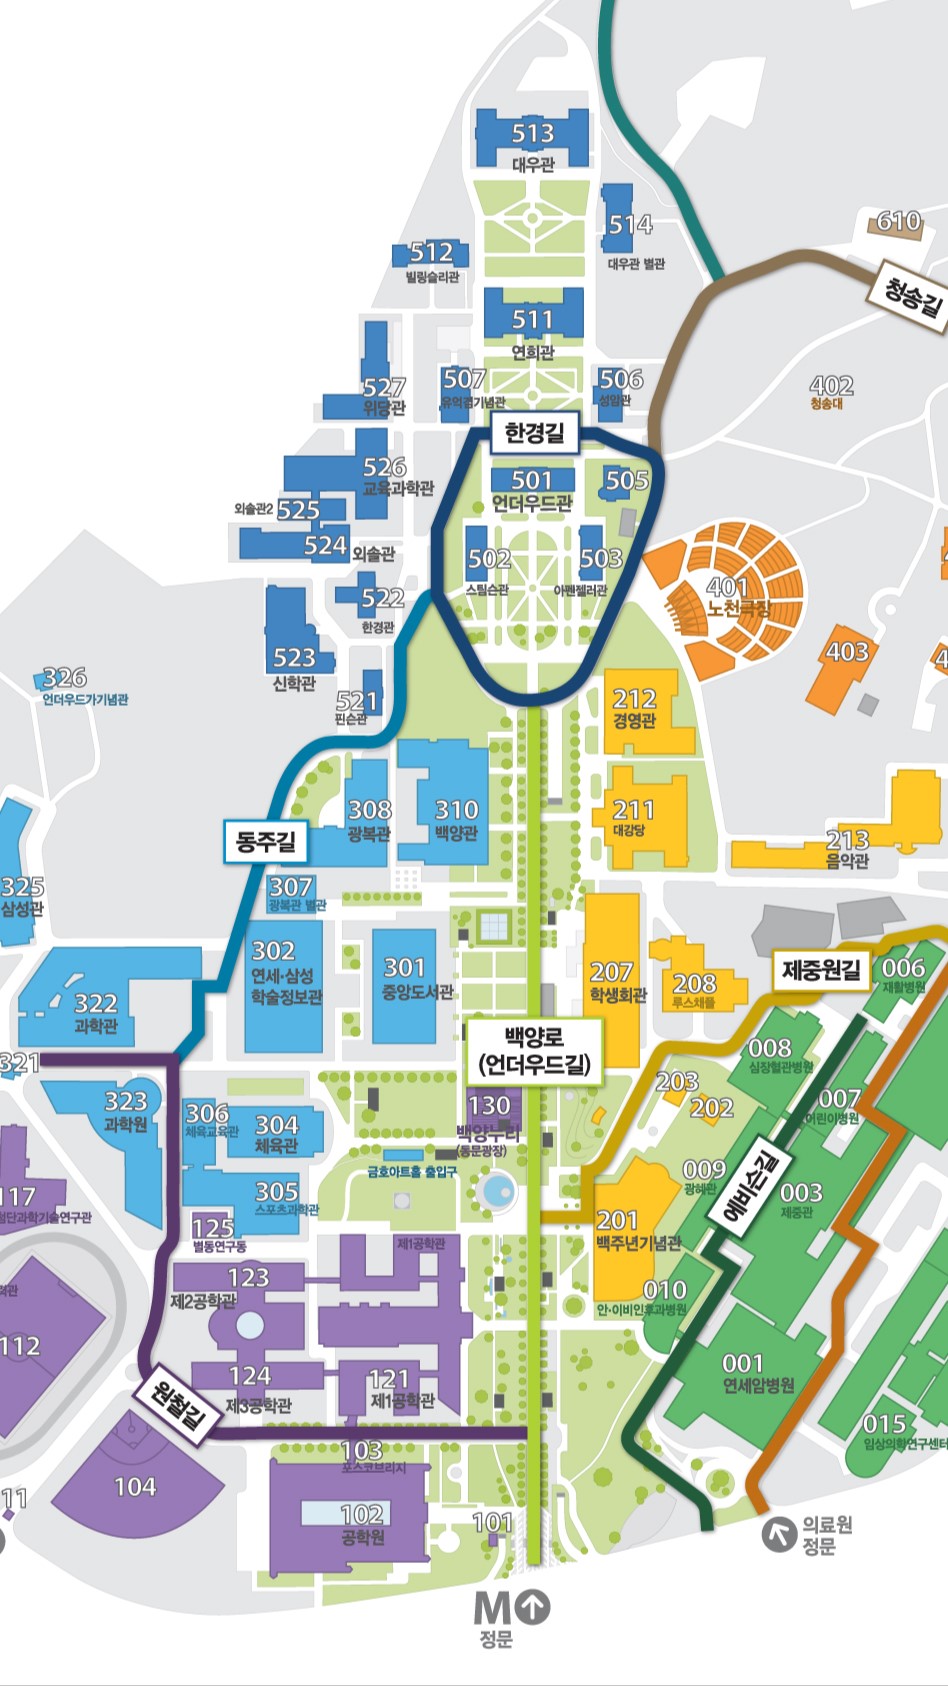 513
대우관
514
대우관 별관
610
청송길
512
빌링슬리관
511
연희관
527
위당관
507
유억겸기념관
506
성암관
402
청송대
한경길
526
교육과학관
501
언더우드관
505
외솔관2 525
524 외솔관
502
스팀슨관
503
아펜젤러관
401
노천극장
522
한경관
523
신학관
403
326
언더우드가기념관
521
핀슨관
212
경영관
308
광복관
310
백양관
211
대강당
213
음악관
동주길
325
삼성관
307
광복관 별관
302
연세·삼성
학술정보관
301
중앙도서관
207
학생회관
208
루스채플
제중원길
006
재활병원
322
과학관
백양로
(언더우드길)
321
008
심장혈관병원
203
202
007
어린이병원
323
과학원
306
체육교육관
304
체육관
130
백양누리
(동문광장)
금호아트홀 출입구
009
광혜관
에비슨길
003
제중관
117
첨단과학기술연구관
305
스포츠과학관
125
별동연구동
제1공학관
201
백주년기념관
123
제2공학관
010
안·이비인후과병원
112
124
제3공학관
121
제1공학관
001
연세암병원
원철길
015
임상의학연구센터
103
포스코브리지
104
11
102
공학원
101
의료원
정문
M
정문